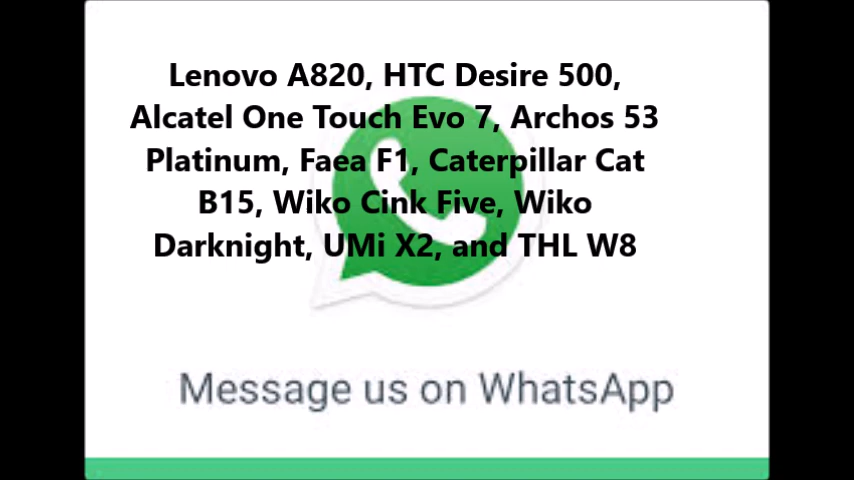 Lenovo A820, HTC Desire 500,
Alcatel One Touch Evo 7, Archos 53
Platinum, Faea F1, Caterpillar Cat
B15, Wiko Cink Five, Wiko
Darknight, UMi X2, and THL W8
Message us on WhatsApp